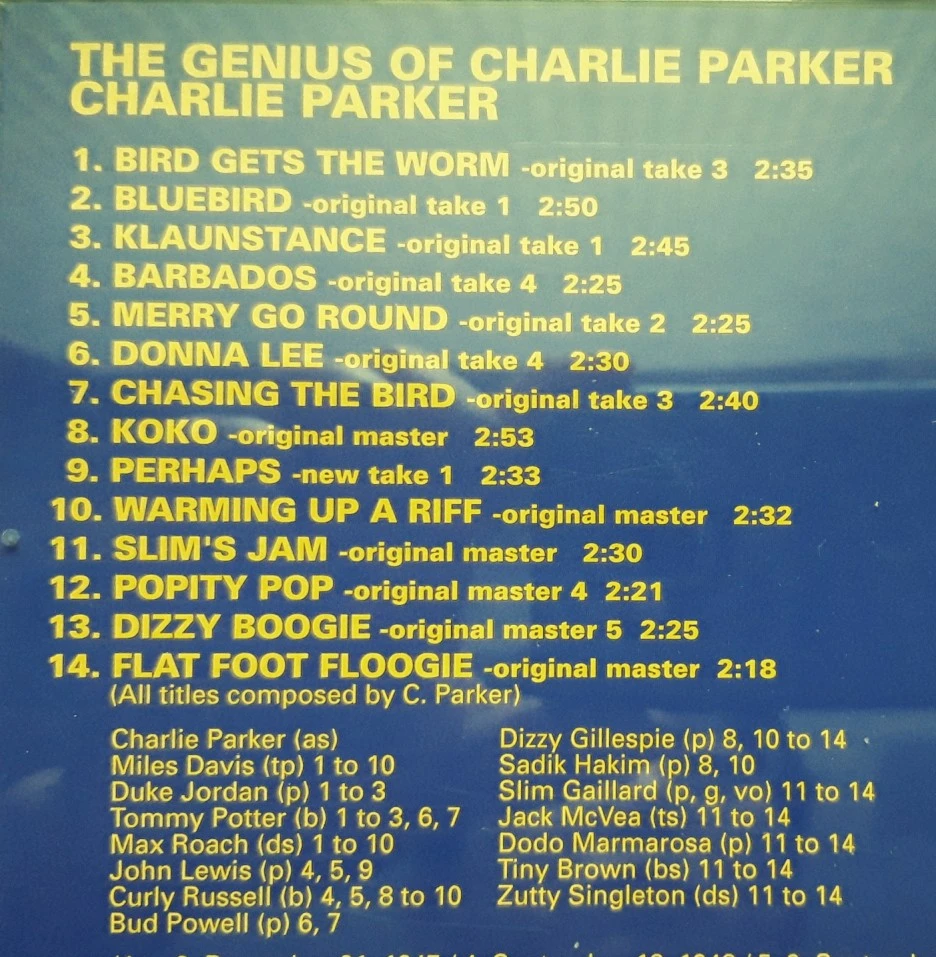 THE GENIUS OF CHARLIE PARKER
CHARLIE PARKER
1. BIRD GETS THE WORM -original take 3 2:35
2. BLUEBIRD -original take 1 2:50
3. KLAUNSTANCE -original take 1 2:45
4. BARBADOS -original take 4 2:25
5. MERRY GO ROUND -original take 2 2:25
6. DONNA LEE -original take 4 2:30
7. CHASING THE BIRD -original take 3 2:40
8. KOKO -original master 2:53
9. PERHAPS -new take 1 2:33
10. WARMING UP A RIFF -original master 2:32
11. SLIM'S JAM -original master 2:30
12. POPITY POP -original master 4 2:21
13. DIZZY BOOGIE -original master 5 2:25
14. FLAT FOOT FLOOGIE -original master 2:18
(All titles composed by C. Parker)
Charlie Parker (as)
Miles Davis (tp) 1 to 10
Duke Jordan (p) 1 to 3
Tommy Potter (b) 1 to 3, 6, 7
Max Roach (ds) 1 to 10
John Lewis (p) 4, 5, 9
Curly Russell (b) 4, 5, 8 to 10
Bud Powell (p) 6, 7
Dizzy Gillespie (p) 8, 10 to 14
Sadik Hakim (p) 8, 10
Slim Gaillard (p, g, vo) 11 to 14
Jack McVea (ts) 11 to 14
Dodo Marmarosa (p) 11 to 14
Tiny Brown (bs) 11 to 14
Zutty Singleton (ds) 11 to 14